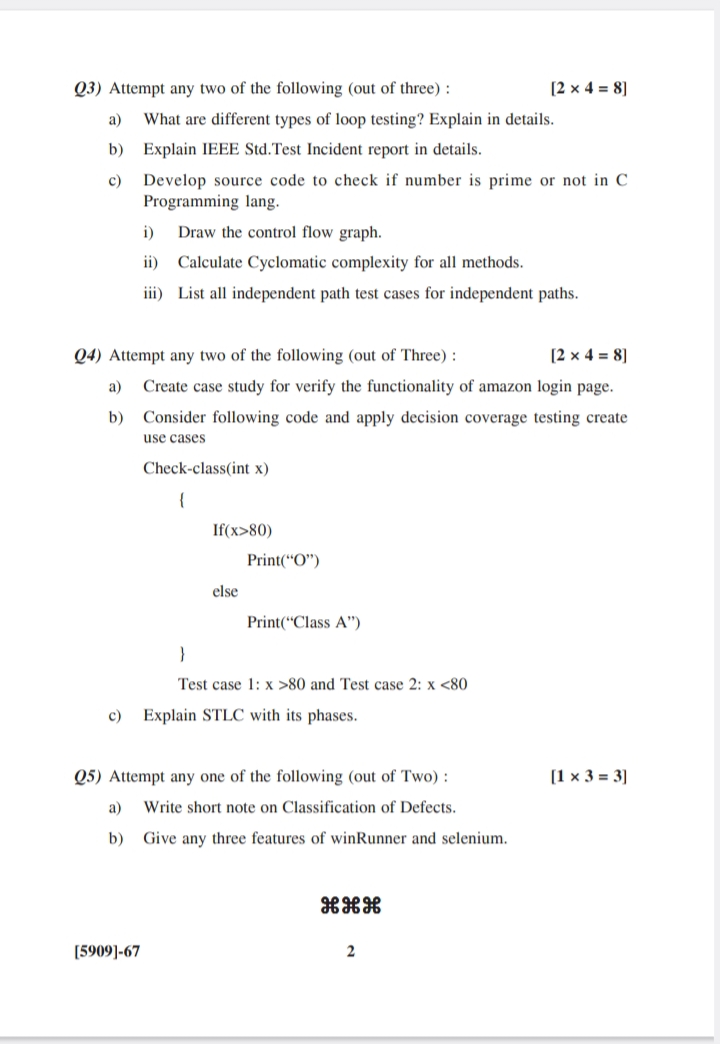 Q3) Attempt any two of the following (out of three) : [2 × 4 = 8]
a) What are different types of loop testing? Explain in details.
b) Explain IEEE Std.Test Incident report in details.
c) Develop source code to check if number is prime or not in C
Programming lang.
i) Draw the control flow graph.
ii) Calculate Cyclomatic complexity for all methods.
iii) List all independent path test cases for independent paths.
Q4) Attempt any two of the following (out of Three) : [2 × 4 = 8]
a) Create case study for verify the functionality of amazon login page.
b) Consider following code and apply decision coverage testing create
use cases
Check-class(int x)
{
If(x>80)
Print(“O”)
else
Print(“Class A”)
}
Test case 1: x >80 and Test case 2: x <80
c) Explain STLC with its phases.
Q5) Attempt any one of the following (out of Two) : [1 × 3 = 3]
a) Write short note on Classification of Defects.
b) Give any three features of winRunner and selenium.
⌘⌘⌘
[5909]-67 2